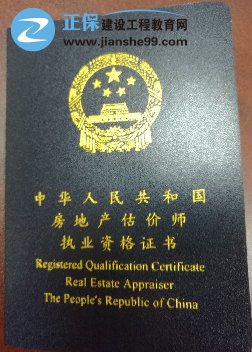 正保 建设工程教育网
www.jianshe99.com
中华人民共和国
房地产估价师
执业资格证书
Registered Qualification Certificate
Real Estate Appraiser
The People's Republic of China